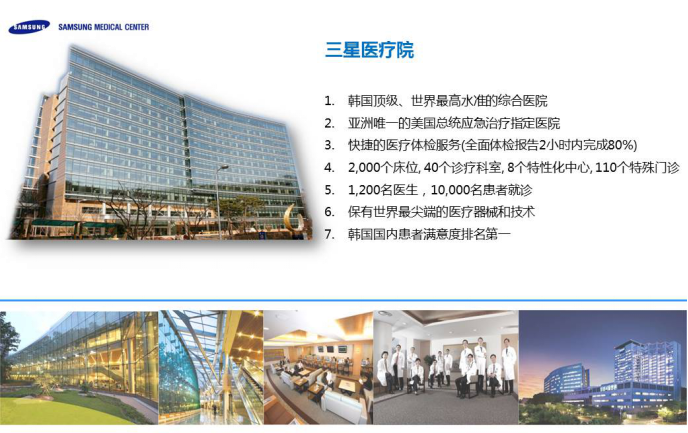 SAMSUNG
SAMSUNG MEDICAL CENTER
三星医疗院
1. 韩国顶级、世界最高水准的综合医院
2. 亚洲唯一的美国总统应急治疗指定医院
3. 快捷的医疗体检服务(全面体检报告2小时内完成80%)
4. 2,000个床位, 40个诊疗科室, 8个特性化中心, 110个特殊门诊
5. 1,200名医生，10,000名患者就诊
6. 保有世界最尖端的医疗器械和技术
7. 韩国国内患者满意度排名第一